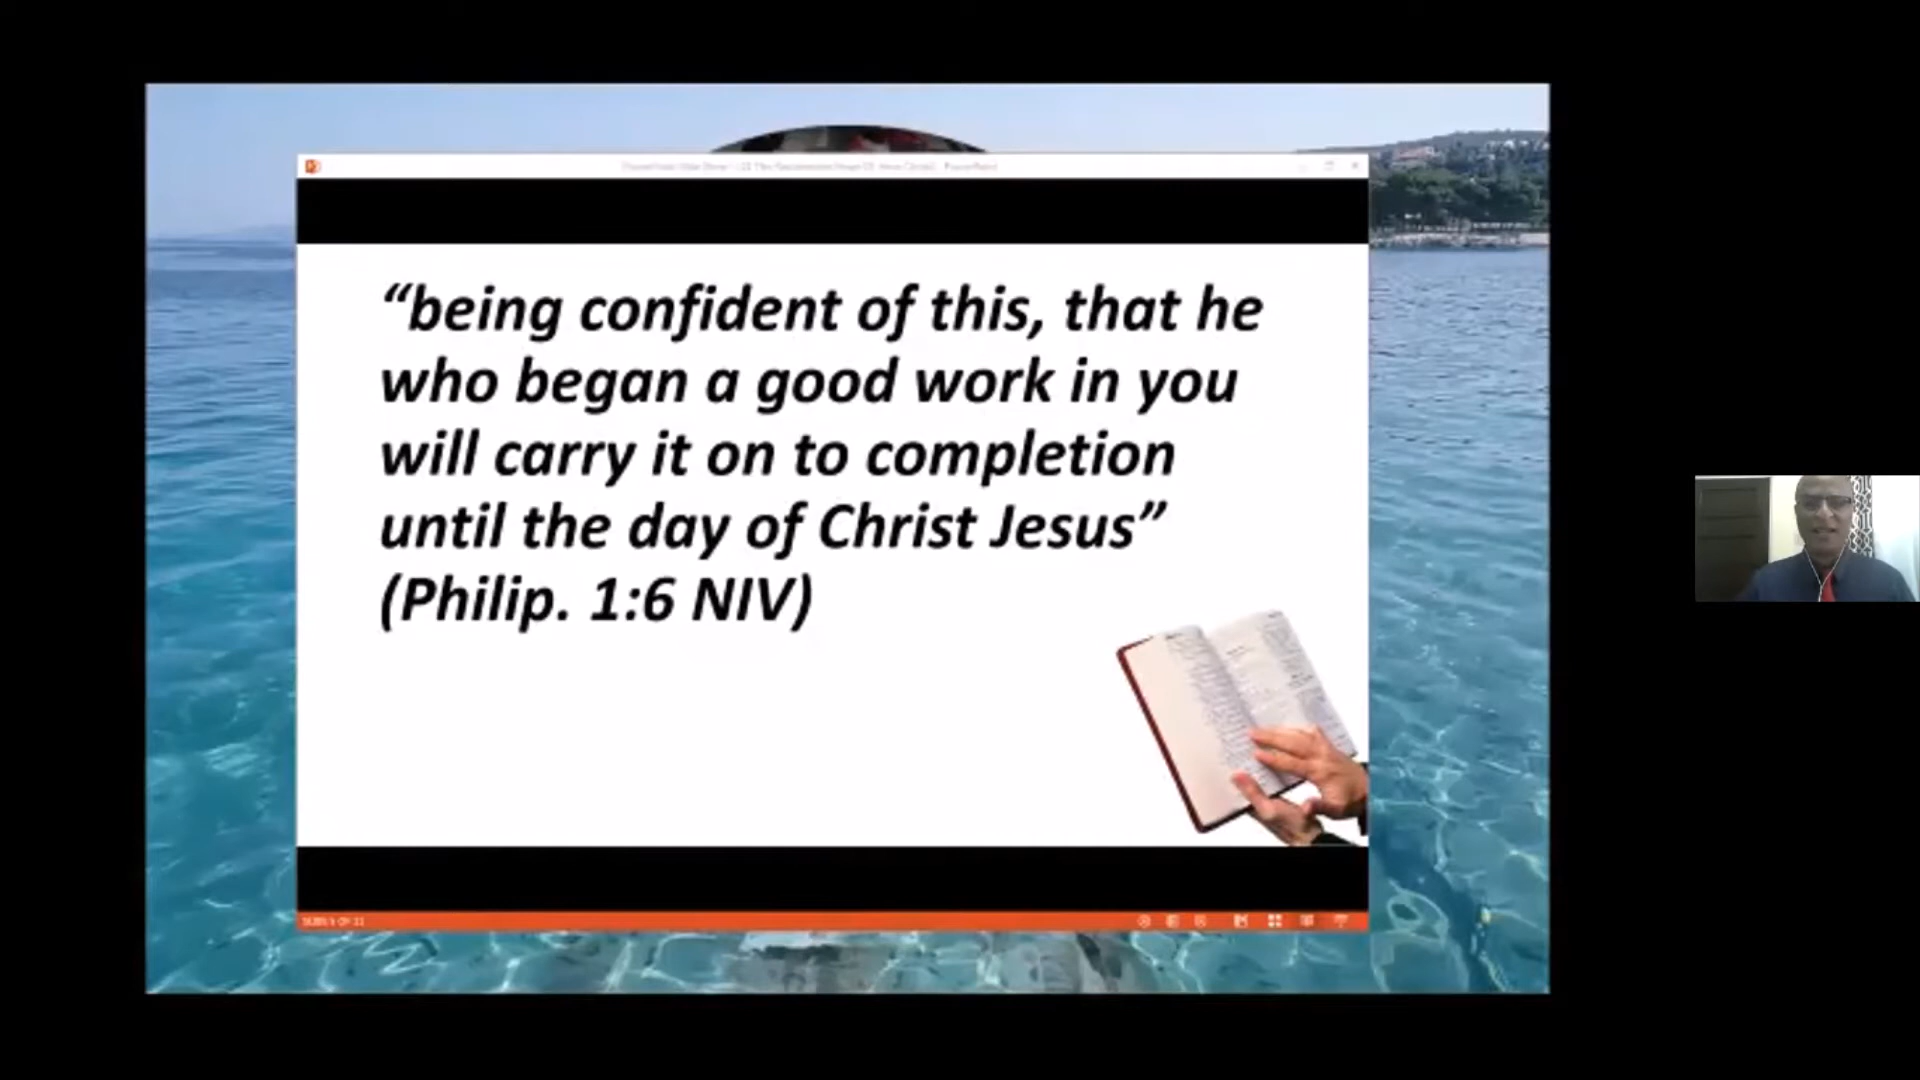 “being confident of this, that he
who began a good work in you
will carry it on to completion
until the day of Christ Jesus”
(Philip. 1:6 NIV)